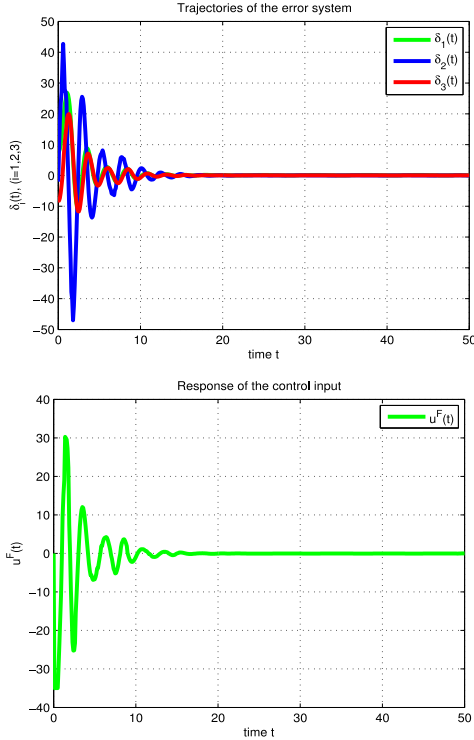 Trajectories of the error system
50
40
30
20
10
0
−10
−20
−30
−40
−50
δᵢ(t), (i=1,2,3)
δ₁(t)
δ₂(t)
δ₃(t)
0 10 20 30 40 50
time t
Response of the control input
40
30
20
10
0
−10
−20
−30
−40
uᶠ(t)
uᶠ(t)
0 10 20 30 40 50
time t